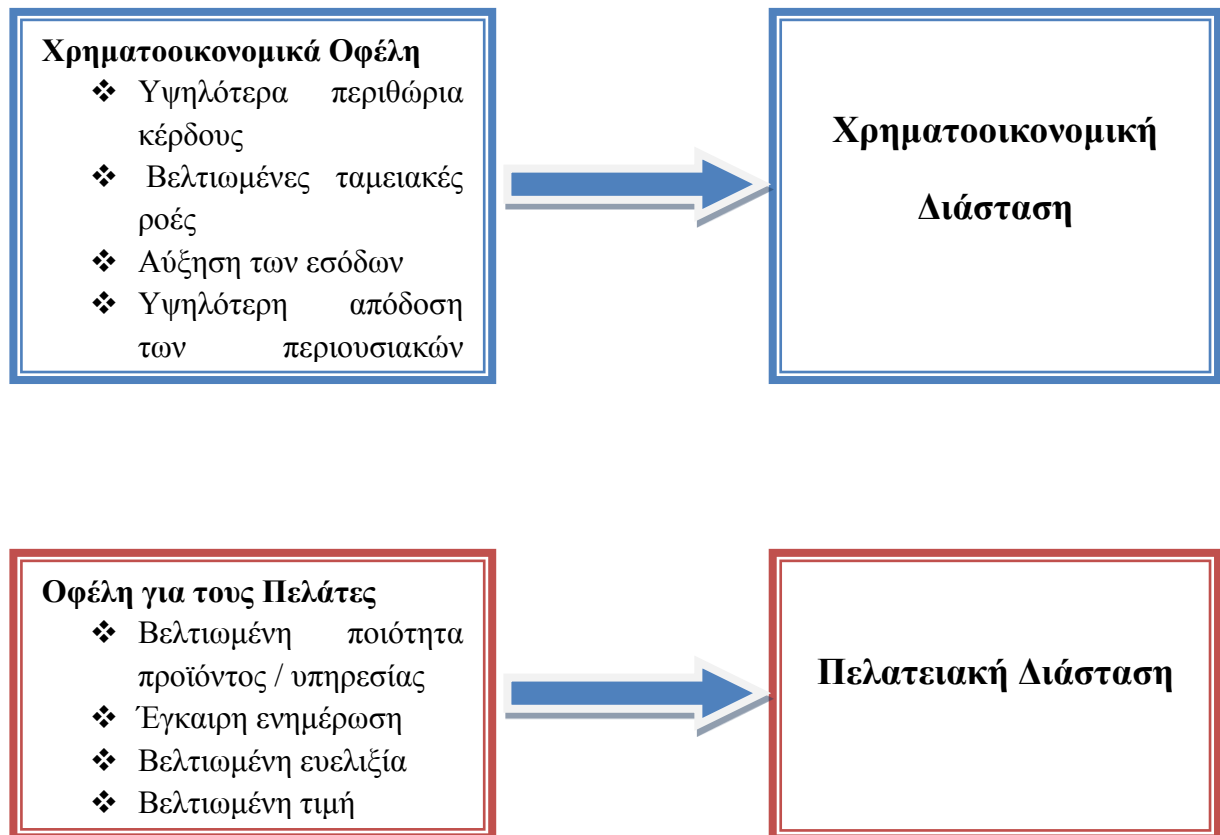 Χρηματοοικονομικά Οφέλη
❖ Υψηλότερα περιθώρια
κέρδους
❖ Βελτιωμένες ταμειακές
ροές
❖ Αύξηση των εσόδων
❖ Υψηλότερη απόδοση
των περιουσιακών
Χρηματοοικονομική
Διάσταση
Οφέλη για τους Πελάτες
❖ Βελτιωμένη ποιότητα
προϊόντος / υπηρεσίας
❖ Έγκαιρη ενημέρωση
❖ Βελτιωμένη ευελιξία
❖ Βελτιωμένη τιμή
Πελατειακή Διάσταση